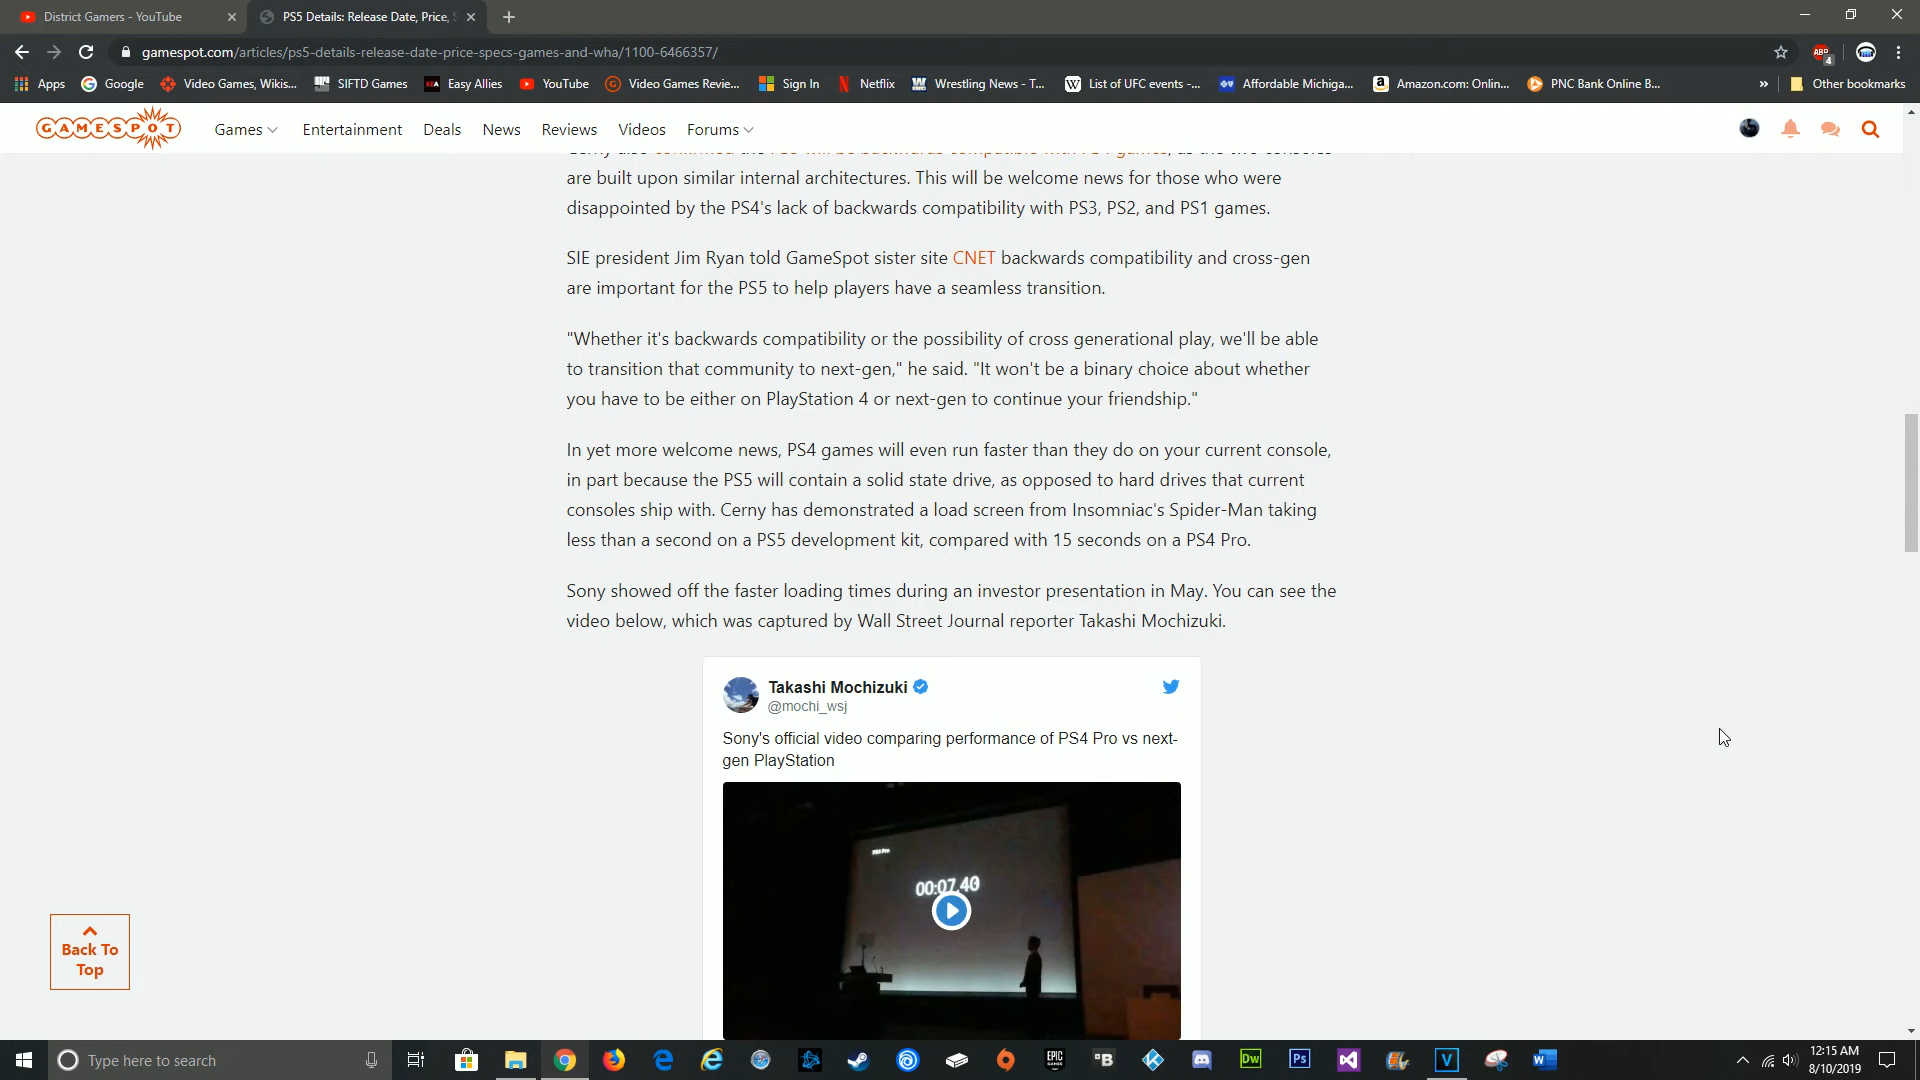 District Gamers - YouTube
PS5 Details: Release Date, Price, S
gamespot.com/articles/ps5-details-release-date-price-specs-games-and-wha/1100-6466357/
ABP
4
Apps
Google
Video Games, Wikis...
SIFTD Games
Easy Allies
YouTube
Video Games Revie...
Sign In
Netflix
Wrestling News - T...
List of UFC events -...
Affordable Michiga...
Amazon.com: Onlin...
PNC Bank Online B...
»
Other bookmarks
GAMESPOT
Games
Entertainment
Deals
News
Reviews
Videos
Forums
Cerny also confirmed the PS5 will be backwards compatible with PS4 games, as the two consoles
are built upon similar internal architectures. This will be welcome news for those who were
disappointed by the PS4's lack of backwards compatibility with PS3, PS2, and PS1 games.
SIE president Jim Ryan told GameSpot sister site CNET backwards compatibility and cross-gen
are important for the PS5 to help players have a seamless transition.
"Whether it's backwards compatibility or the possibility of cross generational play, we'll be able
to transition that community to next-gen," he said. "It won't be a binary choice about whether
you have to be either on PlayStation 4 or next-gen to continue your friendship."
In yet more welcome news, PS4 games will even run faster than they do on your current console,
in part because the PS5 will contain a solid state drive, as opposed to hard drives that current
consoles ship with. Cerny has demonstrated a load screen from Insomniac's Spider-Man taking
less than a second on a PS5 development kit, compared with 15 seconds on a PS4 Pro.
Sony showed off the faster loading times during an investor presentation in May. You can see the
video below, which was captured by Wall Street Journal reporter Takashi Mochizuki.
Takashi Mochizuki
@mochi_wsj
Sony's official video comparing performance of PS4 Pro vs next-
gen PlayStation
PS4 Pro
00:07.40
Back To
Top
Type here to search
EPIC
GAMES
B
Dw
Ps
V
W
12:15 AM
8/10/2019